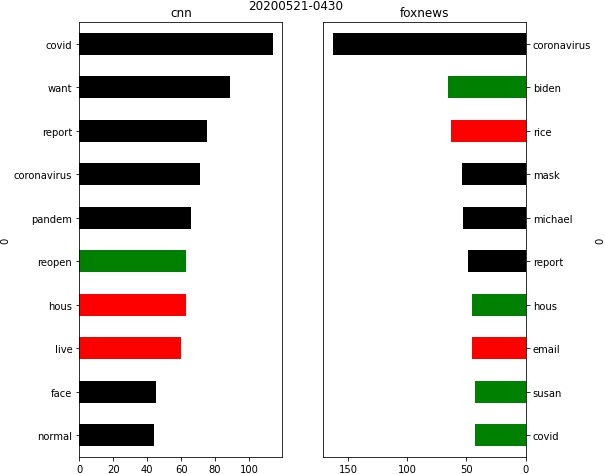 20200521-0430
cnn
foxnews
covid
want
report
coronavirus
pandem
reopen
hous
live
face
normal
0
0 20 40 60 80 100
coronavirus
biden
rice
mask
michael
report
hous
email
susan
covid
0
150 100 50 0